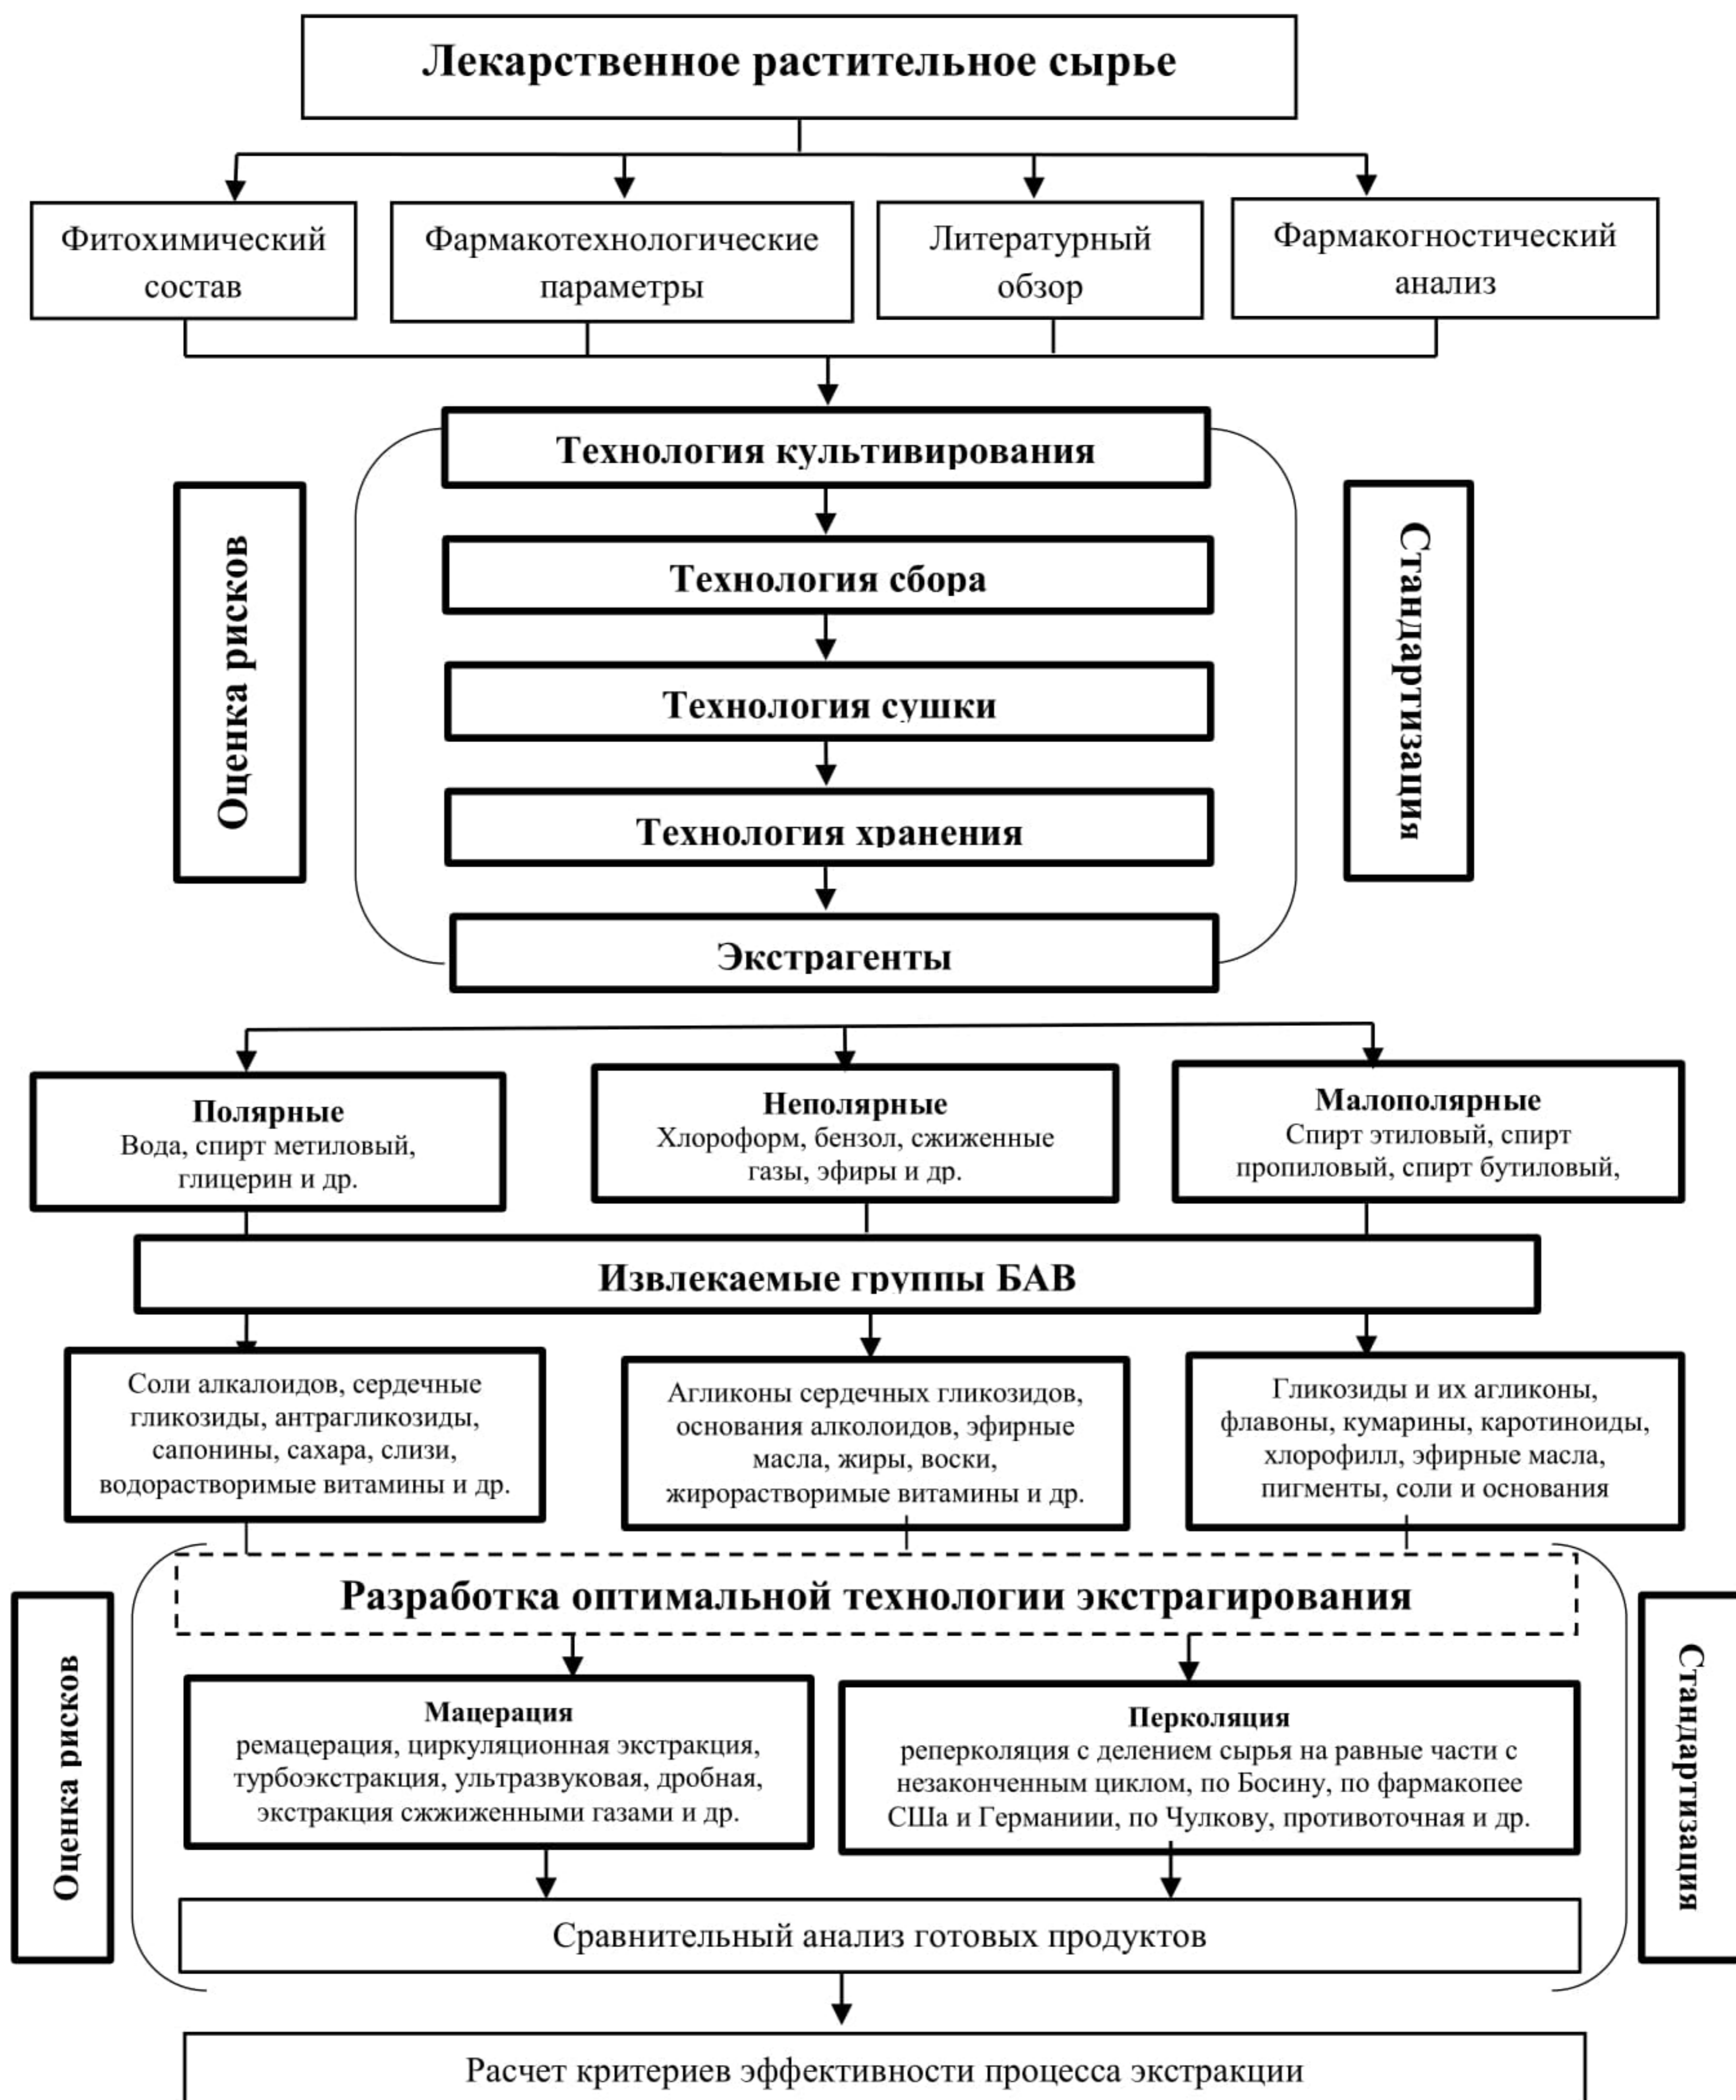 Лекарственное растительное сырье
Фитохимический
состав
Фармакотехнологические
параметры
Литературный
обзор
Фармакогностический
анализ
Технология культивирования
Оценка рисков
Стандартизация
Технология сбора
Технология сушки
Технология хранения
Экстрагенты
Полярные
Вода, спирт метиловый,
глицерин и др.
Неполярные
Хлороформ, бензол, сжиженные
газы, эфиры и др.
Малополярные
Спирт этиловый, спирт
пропиловый, спирт бутиловый,
Извлекаемые группы БАВ
Соли алкалоидов, сердечные
гликозиды, антрагликозиды,
сапонины, сахара, слизи,
водорастворимые витамины и др.
Агликоны сердечных гликозидов,
основания алколоидов, эфирные
масла, жиры, воски,
жирорастворимые витамины и др.
Гликозиды и их агликоны,
флавоны, кумарины, каротиноиды,
хлорофилл, эфирные масла,
пигменты, соли и основания
Разработка оптимальной технологии экстрагирования
Оценка рисков
Стандартизация
Мацерация
ремацерация, циркуляционная экстракция,
турбоэкстракция, ультразвуковая, дробная,
экстракция сжжиженными газами и др.
Перколяция
реперколяция с делением сырья на равные части с
незаконченным циклом, по Босину, по фармакопее
США и Германиии, по Чулкову, противоточная и др.
Сравнительный анализ готовых продуктов
Расчет критериев эффективности процесса экстракции